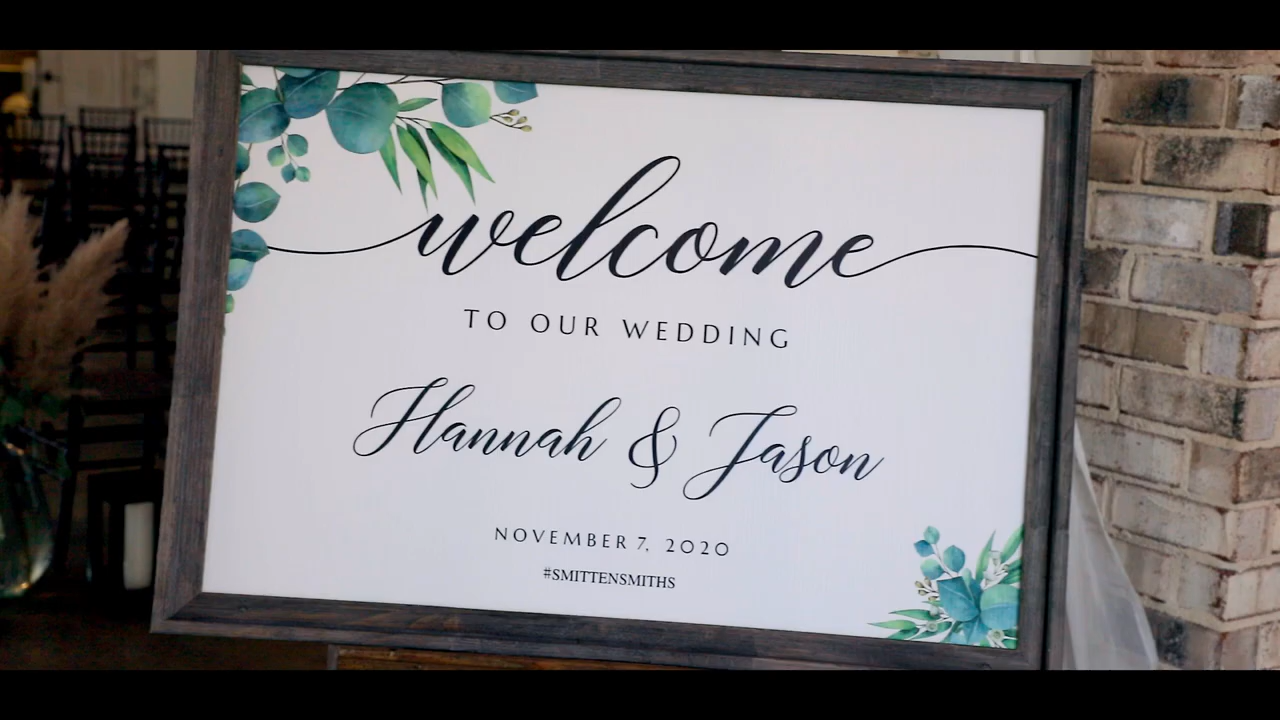 welcome
TO OUR WEDDING
Hannah & Jason
NOVEMBER 7, 2020
#SMITTENSMITHS